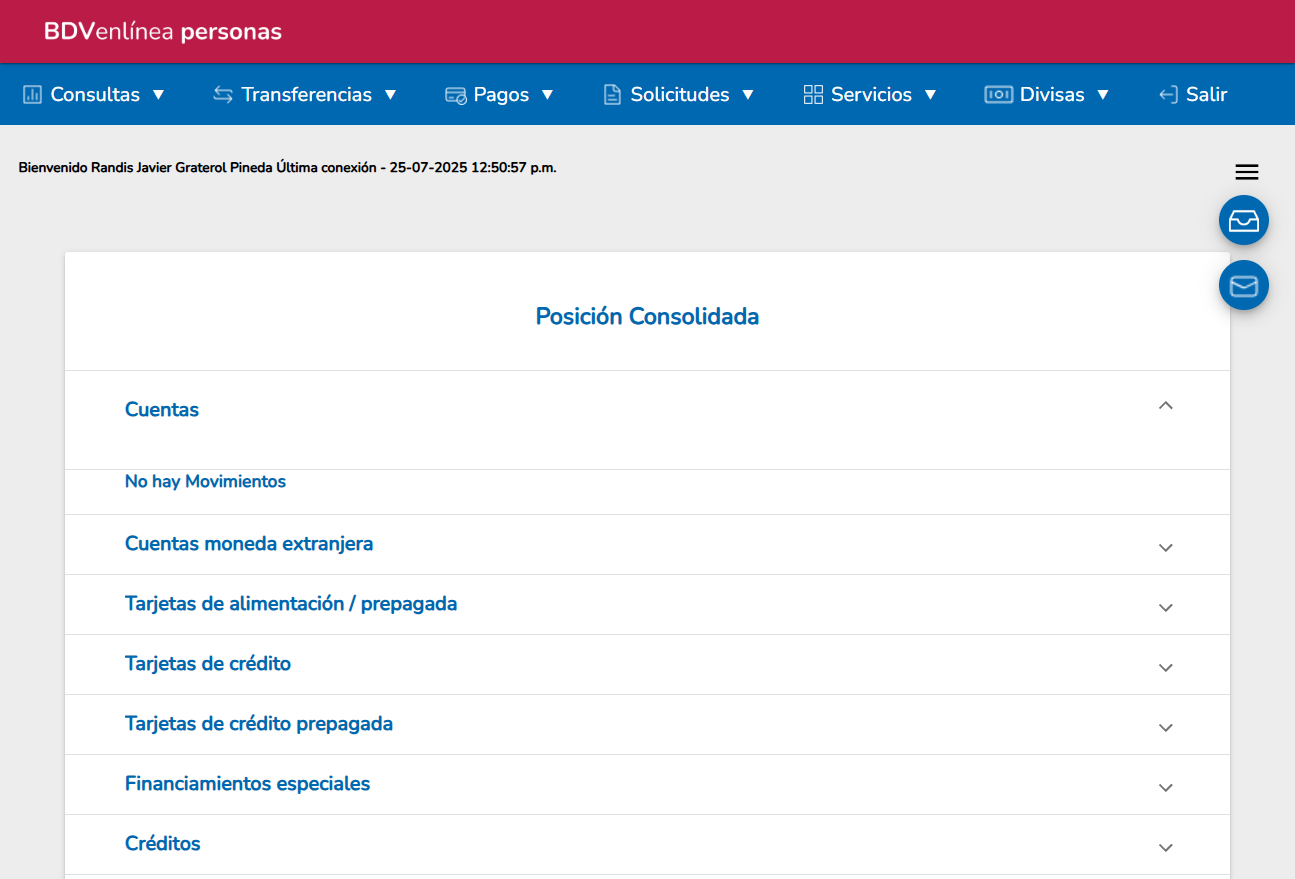 BDVenlínea personas
Consultas ▼ Transferencias ▼ Pagos ▼ Solicitudes ▼ Servicios ▼ Divisas ▼ Salir
Bienvenido Randis Javier Graterol Pineda Última conexión - 25-07-2025 12:50:57 p.m.
Posición Consolidada
Cuentas
No hay Movimientos
Cuentas moneda extranjera
Tarjetas de alimentación / prepagada
Tarjetas de crédito
Tarjetas de crédito prepagada
Financiamientos especiales
Créditos